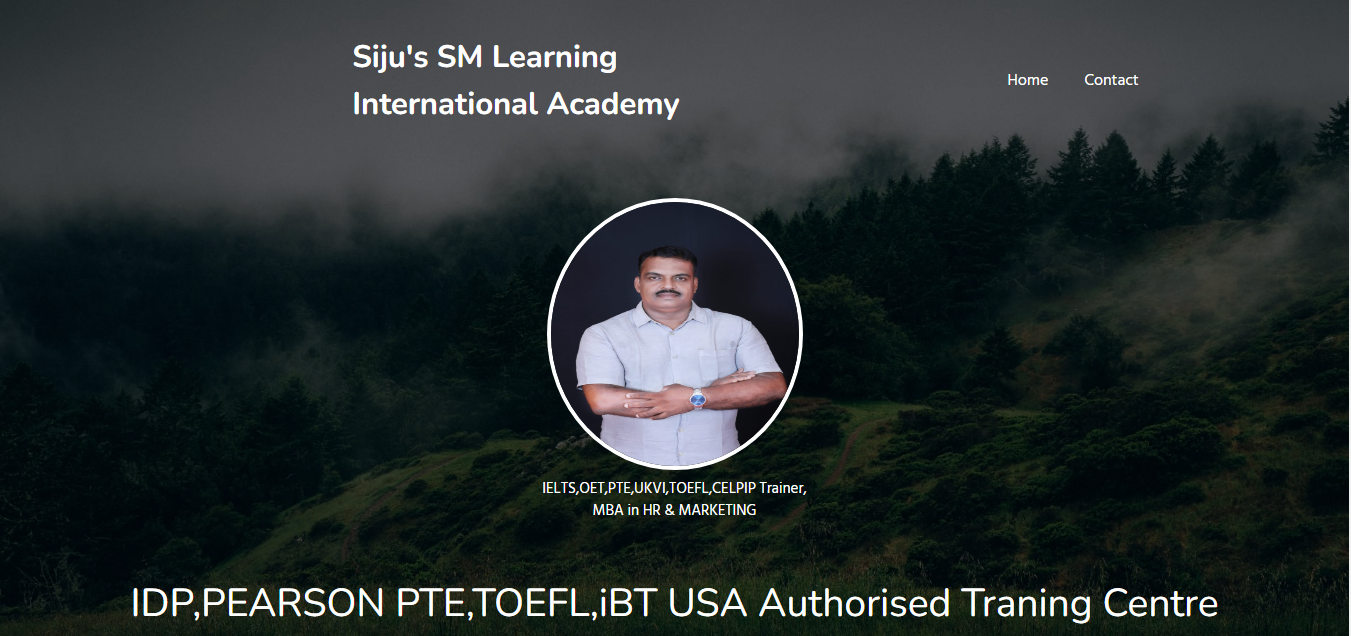 Siju's SM Learning
International Academy
Home
Contact
IELTS,OET,PTE,UKVI,TOEFL,CELPIP Trainer,
MBA in HR & MARKETING
IDP,PEARSON PTE,TOEFL,iBT USA Authorised Traning Centre